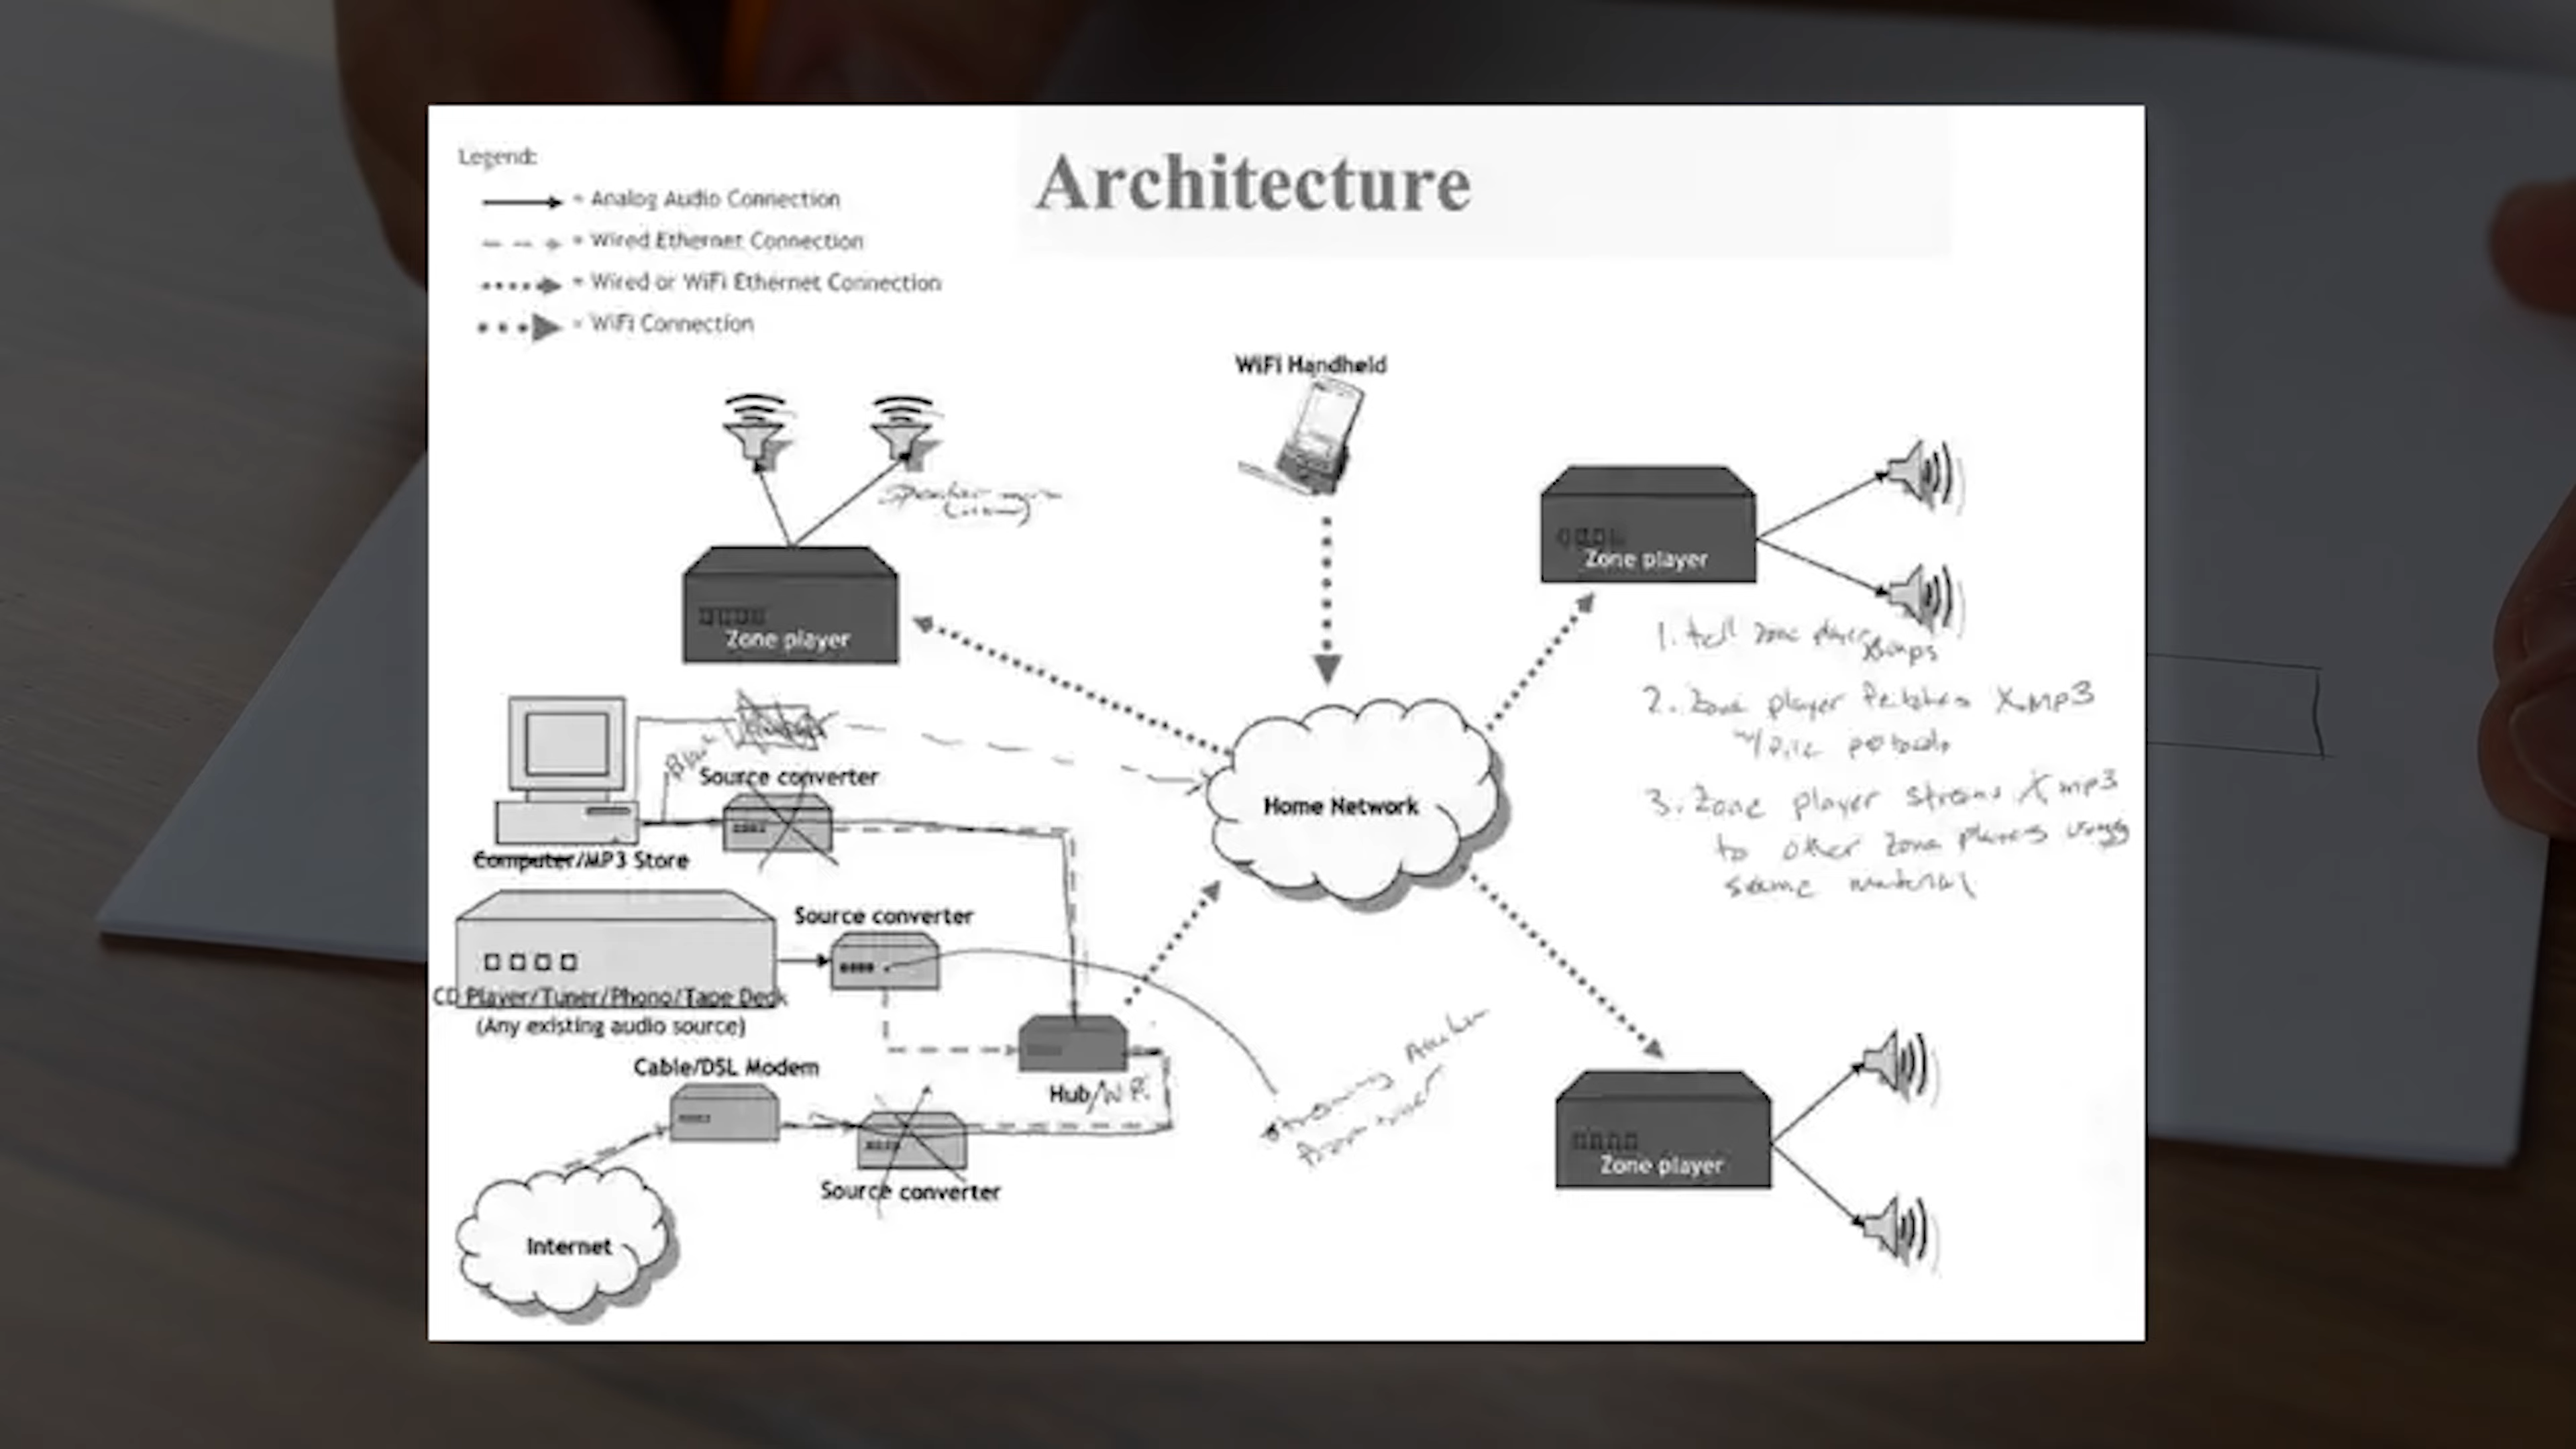 Legend:
Architecture
= Analog Audio Connection
= Wired Ethernet Connection
= Wired or WiFi Ethernet Connection
= WiFi Connection
WiFi Handheld
Zone player
speaker
Zone player
1. tell zone player
2. Zone player fetches X.mp3
w/ file
3. Zone player streams X.mp3
to other zone players using
same material
Source converter
Home Network
Computer/MP3 Store
Source converter
CD Player/Tuner/Phono/Tape Deck
(Any existing audio source)
Cable/DSL Modem
Hub/
streaming
Zone player
Source converter
Internet